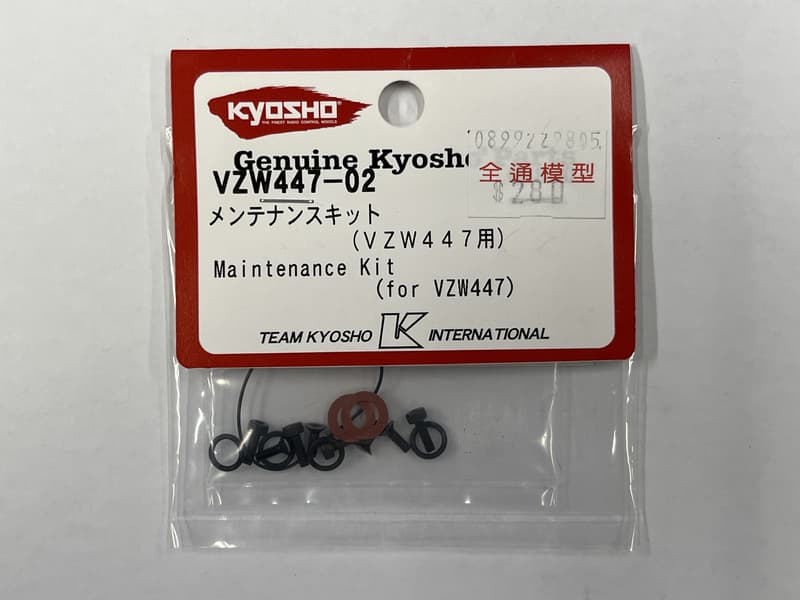 KYOSHO
THE FINEST RADIO CONTROL MODELS
0899229805
Genuine Kyosho Parts
全通模型
$280
VZW447-02
メンテナンスキット
(VZW447用)
Maintenance Kit
(for VZW447)
TEAM KYOSHO K INTERNATIONAL